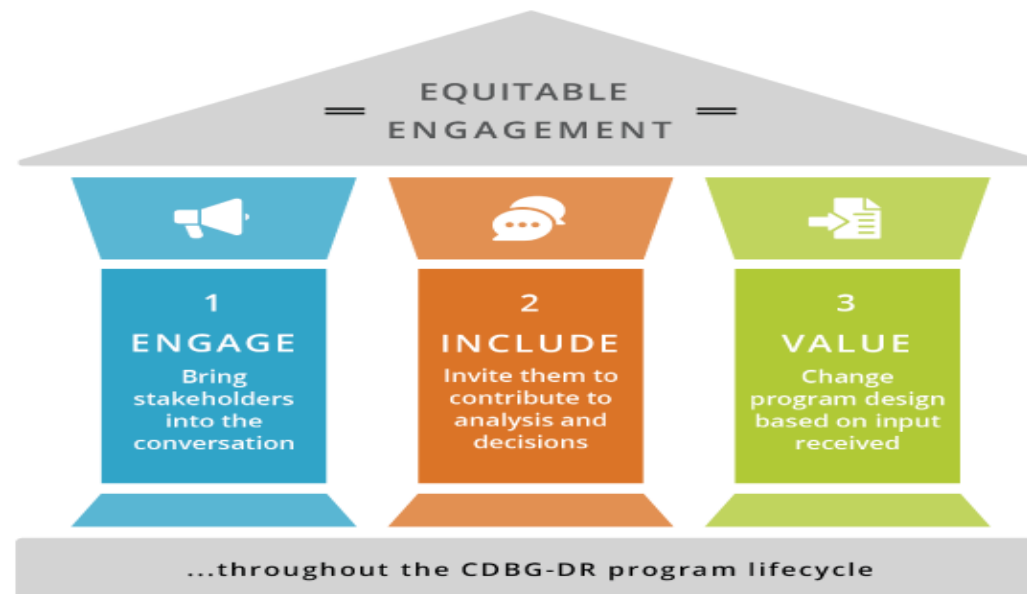 EQUITABLE
ENGAGEMENT
1
ENGAGE
Bring
stakeholders
into the
conversation
2
INCLUDE
Invite them to
contribute to
analysis and
decisions
3
VALUE
Change
program design
based on input
received
...throughout the CDBG-DR program lifecycle